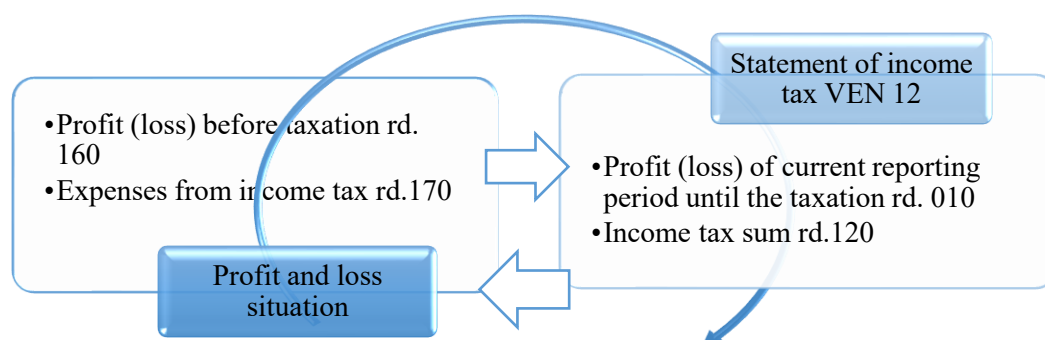 •Profit (loss) before taxation rd.
160
•Expenses from income tax rd.170
Profit and loss
situation
Statement of income
tax VEN 12
•Profit (loss) of current reporting
period until the taxation rd. 010
•Income tax sum rd.120